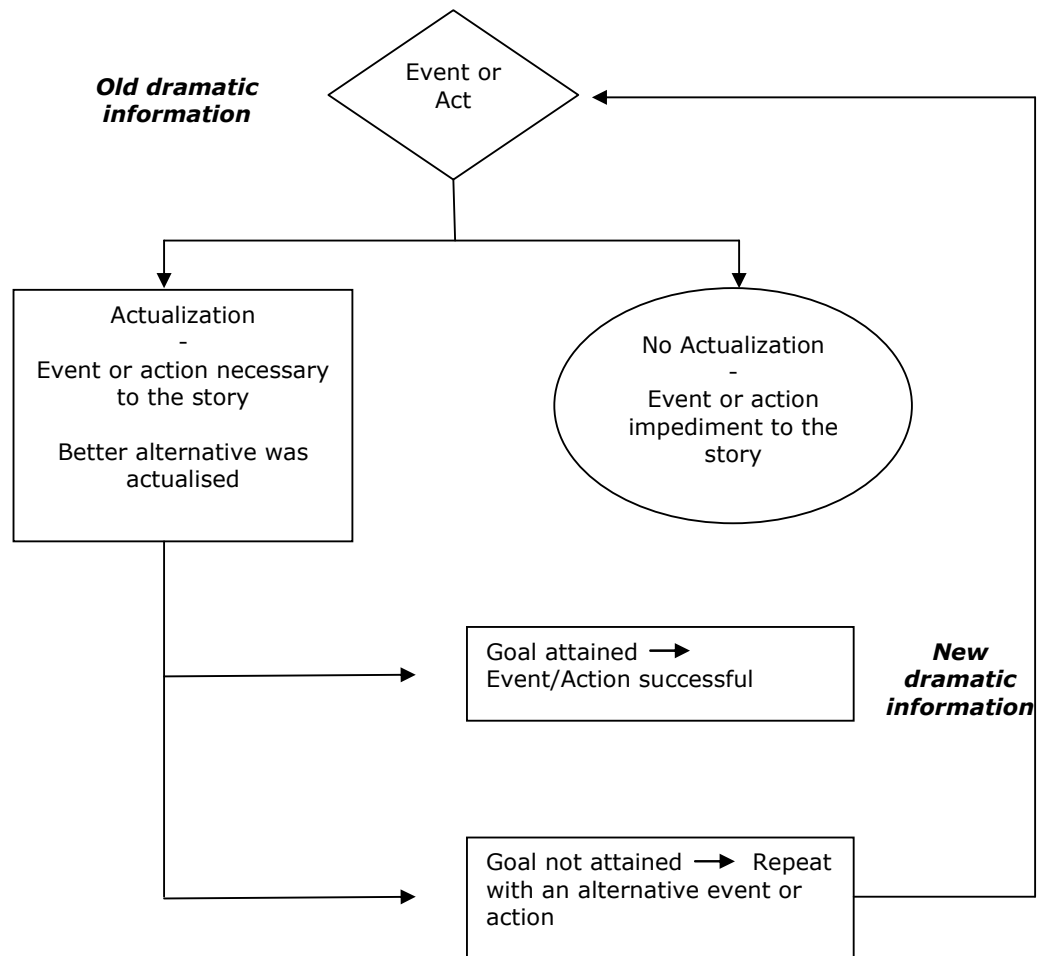 Old dramatic
information
Event or
Act
Actualization
-
Event or action necessary
to the story
Better alternative was
actualised
No Actualization
-
Event or action
impediment to the
story
Goal attained →
Event/Action successful
New
dramatic
information
Goal not attained → Repeat
with an alternative event or
action